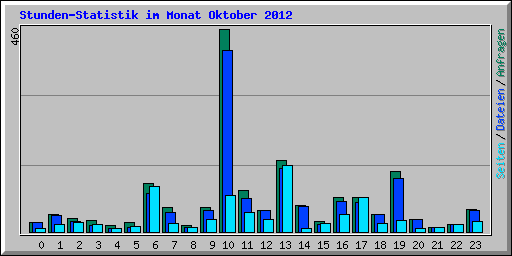 Stunden-Statistik im Monat Oktober 2012
460
Seiten / Dateien / Anfragen
0 1 2 3 4 5 6 7 8 9 10 11 12 13 14 15 16 17 18 19 20 21 22 23